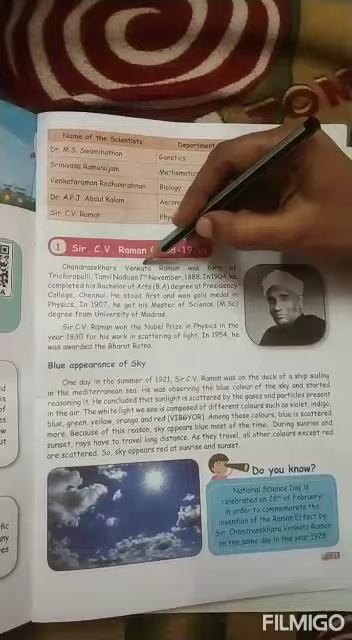 Name of the Scientists
Department
Dr. M.S. Swaminathan
Genetics
Srinivasa Ramanujam
Mathematic
Venkataraman Radhakrishnan
Biology
Dr. A.P.J. Abdul Kalam
Sir. C.V. Raman
1 Sir. C.V. Raman
Chandrasekhara Venkata Raman was born at
Tiruchirapalli, Tamil Nadu on 7th November, 1888. In 1904, he
completed his Bachelor of Arts (B.A) degree at Presidency
College, Chennai. He stood first and won gold medal in
Physics. In 1907, he got his Master of Science (M.Sc)
degree from University of Madras.
Sir.C.V. Raman won the Nobel Prize in Physics in the
year 1930 for his work in scattering of light. In 1954, he
was awarded the Bharat Ratna.
Blue appearance of Sky
One day in the summer of 1921, Sir.C.V. Raman was on the deck of a ship sailing
in the mediterranean sea. He was observing the blue colour of the sky and started
reasoning it. He concluded that sunlight is scattered by the gases and particles present
in the air. The white light we see is composed of different colours such as violet, indigo,
blue, green, yellow, orange and red (VIBGYOR). Among these colours, blue is scattered
more. Because of this reason, sky appears blue most of the time. During sunrise and
sunset, rays have to travel long distance. As they travel, all other colours except red
are scattered. So, sky appears red at sunrise and sunset.
Do you know?
National Science Day is
celebrated on 28th of February
in order to commemorate the
invention of the Raman Effect by
Sir. Chandrasekhara Venkata Raman
on the same day in the year 1928.
FILMIGO